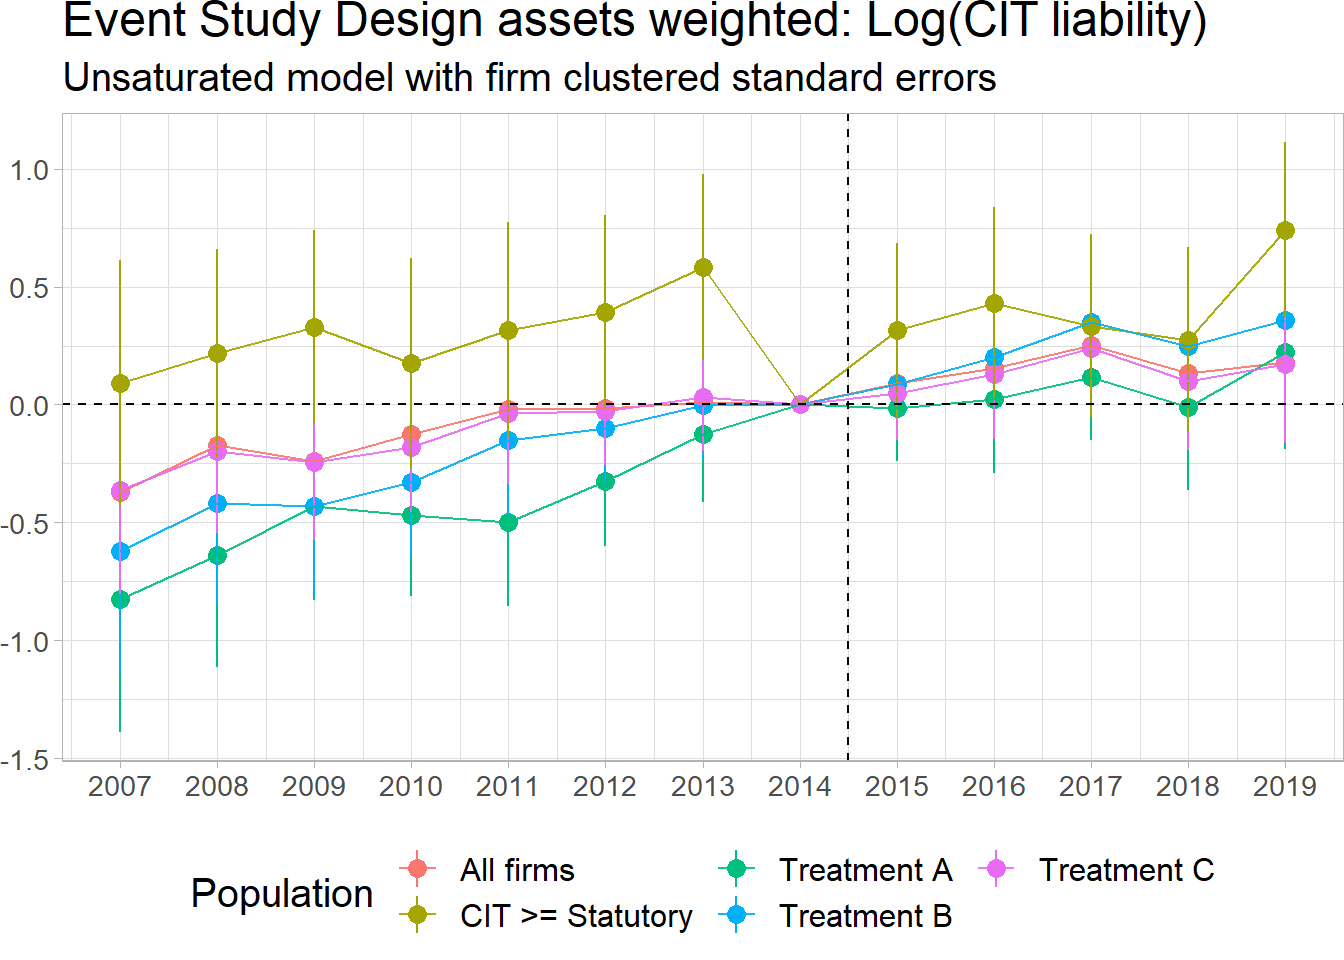 Event Study Design assets weighted: Log(CIT liability)
Unsaturated model with firm clustered standard errors
1.0
0.5
0.0
-0.5
-1.0
-1.5
2007 2008 2009 2010 2011 2012 2013 2014 2015 2016 2017 2018 2019
Population
All firms
CIT >= Statutory
Treatment A
Treatment B
Treatment C